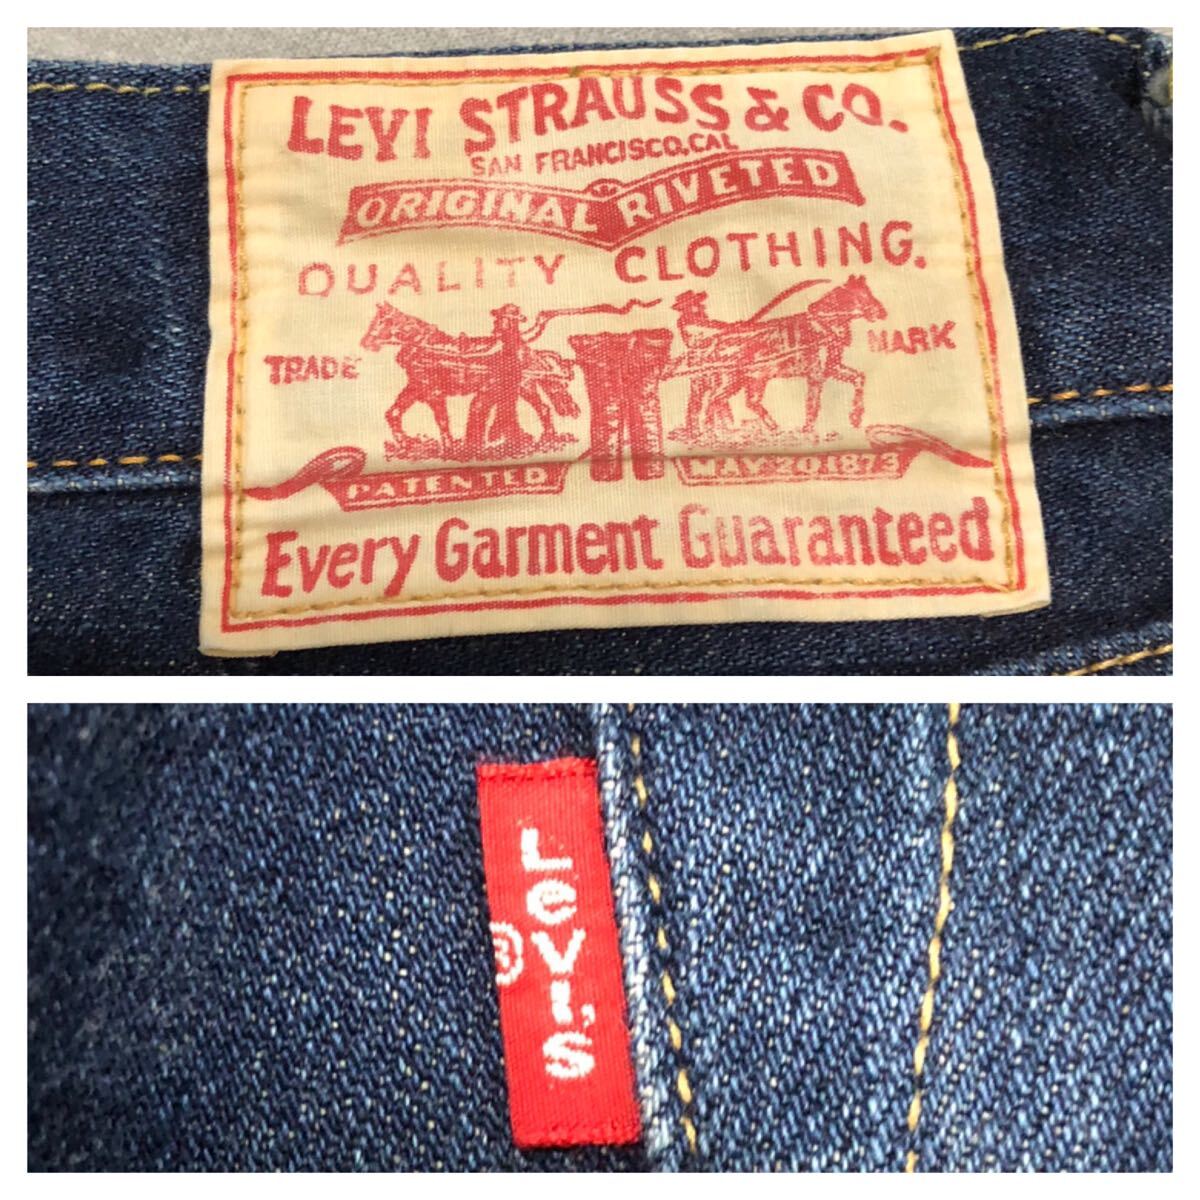 LEVI STRAUSS & CO.
SAN FRANCISCO, CAL
ORIGINAL RIVETED
QUALITY CLOTHING.
TRADE MARK
PATENTED MAY 20 1873
Every Garment Guaranteed
LeVI'S
®